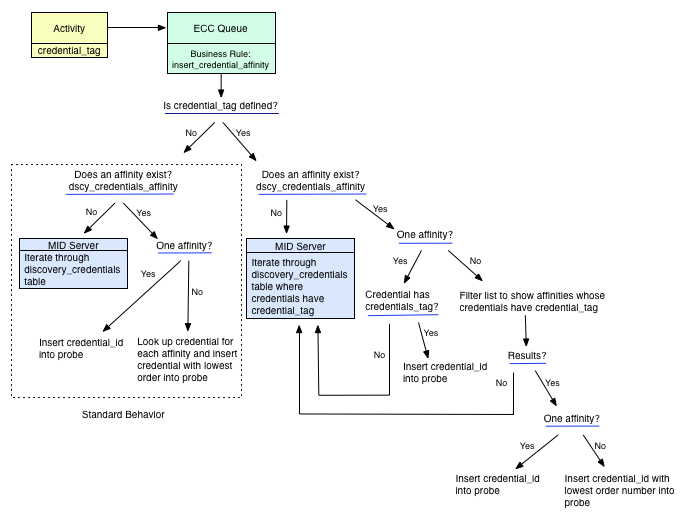 Activity
credential_tag
ECC Queue
Business Rule:
insert_credential_affinity
Is credential_tag defined?
No
Yes
Does an affinity exist?
dscy_credentials_affinity
No
Yes
MID Server
Iterate through
discovery_credentials
table
One affinity?
Yes
No
Insert credential_id
into probe
Look up credential for
each affinity and insert
credential with lowest
order into probe
Standard Behavior
Does an affinity exist?
dscy_credentials_affinity
No
Yes
MID Server
Iterate through
discovery_credentials
table where
credentials have
credential_tag
One affinity?
Yes
No
Credential has
credentials_tag?
No
Yes
Insert credential_id
into probe
Filter list to show affinities whose
credentials have credential_tag
Results?
No
Yes
One affinity?
Yes
No
Insert credential_id
into probe
Insert credential_id with
lowest order number into
probe